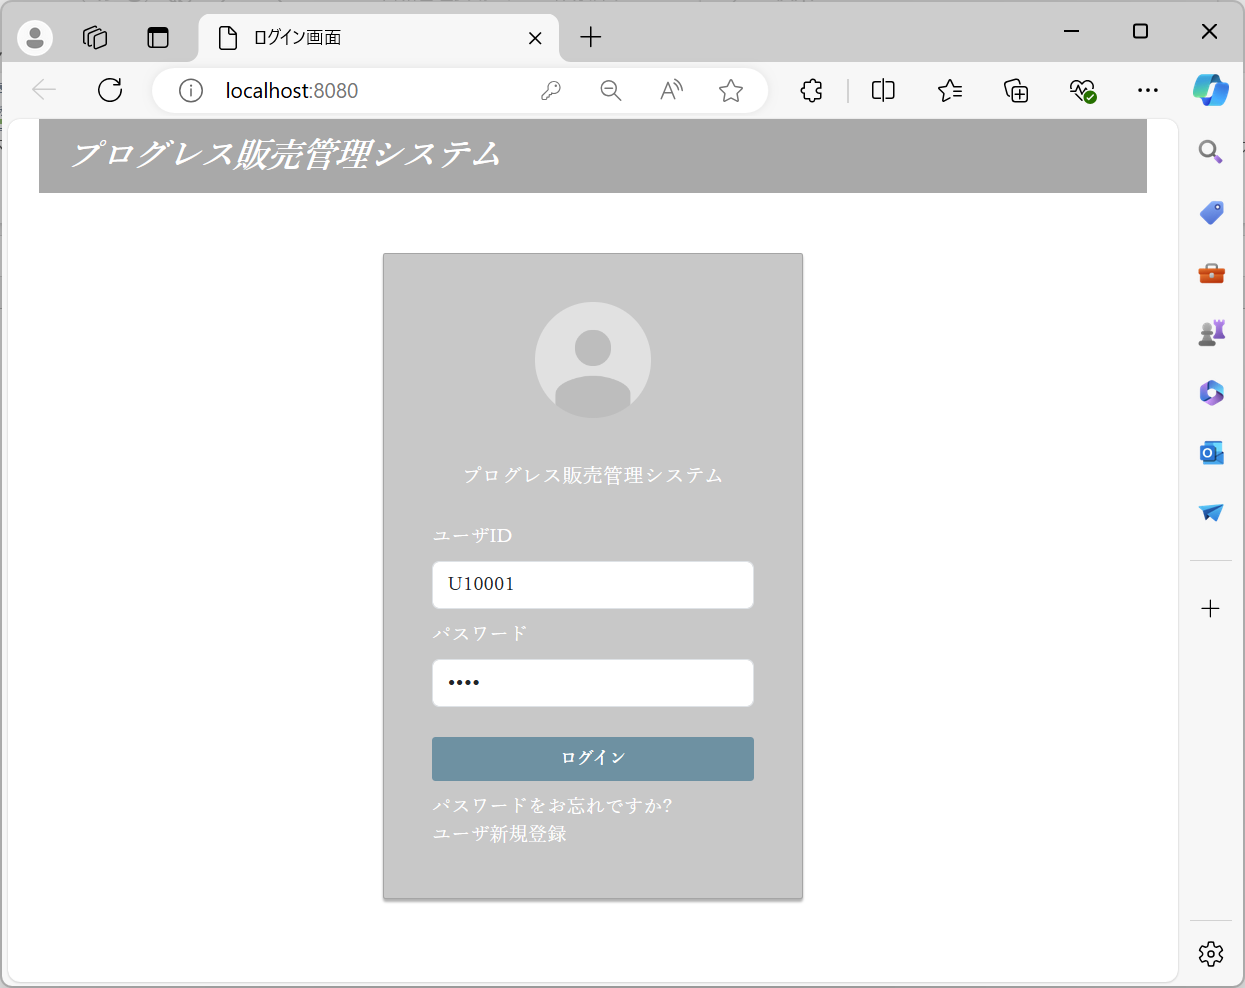 ログイン画面
localhost:8080
プログレス販売管理システム
プログレス販売管理システム
ユーザID
U10001
パスワード
••••
ログイン
パスワードをお忘れですか?
ユーザ新規登録